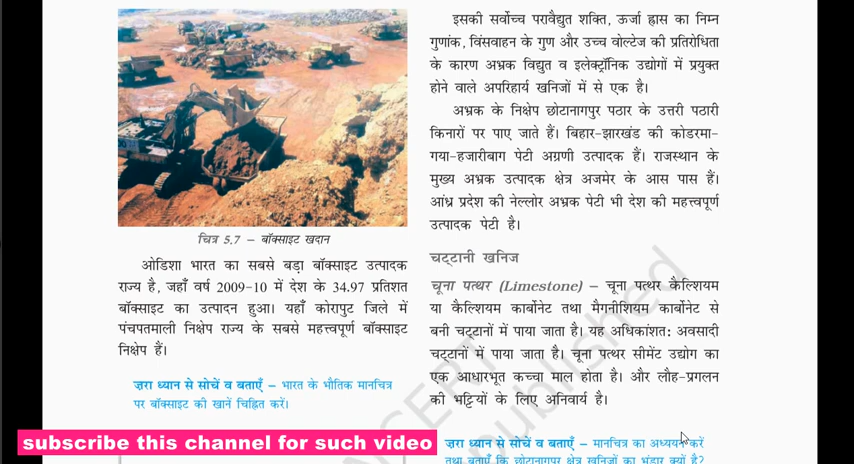 चित्र 5.7 – बॉक्साइट खदान
ओडिशा भारत का सबसे बड़ा बॉक्साइट उत्पादक
राज्य है, जहाँ वर्ष 2009-10 में देश के 34.97 प्रतिशत
बॉक्साइट का उत्पादन हुआ। यहाँ कोरापुट जिले में
पंचपतमाली निक्षेप राज्य के सबसे महत्त्वपूर्ण बॉक्साइट
निक्षेप हैं।
ज़रा ध्यान से सोचें व बताएँ – भारत के भौतिक मानचित्र
पर बॉक्साइट की खानें चिह्नित करें।
इसकी सर्वोच्च परावैद्युत शक्ति, ऊर्जा ह्रास का निम्न
गुणांक, विंसवाहन के गुण और उच्च वोल्टेज की प्रतिरोधिता
के कारण अभ्रक विद्युत व इलेक्ट्रॉनिक उद्योगों में प्रयुक्त
होने वाले अपरिहार्य खनिजों में से एक है।
अभ्रक के निक्षेप छोटानागपुर पठार के उत्तरी पठारी
किनारों पर पाए जाते हैं। बिहार-झारखंड की कोडरमा-
गया-हजारीबाग पेटी अग्रणी उत्पादक हैं। राजस्थान के
मुख्य अभ्रक उत्पादक क्षेत्र अजमेर के आस पास हैं।
आंध्र प्रदेश की नेल्लोर अभ्रक पेटी भी देश की महत्त्वपूर्ण
उत्पादक पेटी है।
चट्टानी खनिज
चूना पत्थर (Limestone) – चूना पत्थर कैल्शियम
या कैल्शियम कार्बोनेट तथा मैगनीशियम कार्बोनेट से
बनी चट्टानों में पाया जाता है। यह अधिकांशत: अवसादी
चट्टानों में पाया जाता है। चूना पत्थर सीमेंट उद्योग का
एक आधारभूत कच्चा माल होता है। और लौह-प्रगलन
की भट्टियों के लिए अनिवार्य है।
ज़रा ध्यान से सोचें व बताएँ – मानचित्र का अध्ययन करें
तथा बताएँ कि छोटानागपुर क्षेत्र खनिजों का भंडार क्यों है?
subscribe this channel for such video